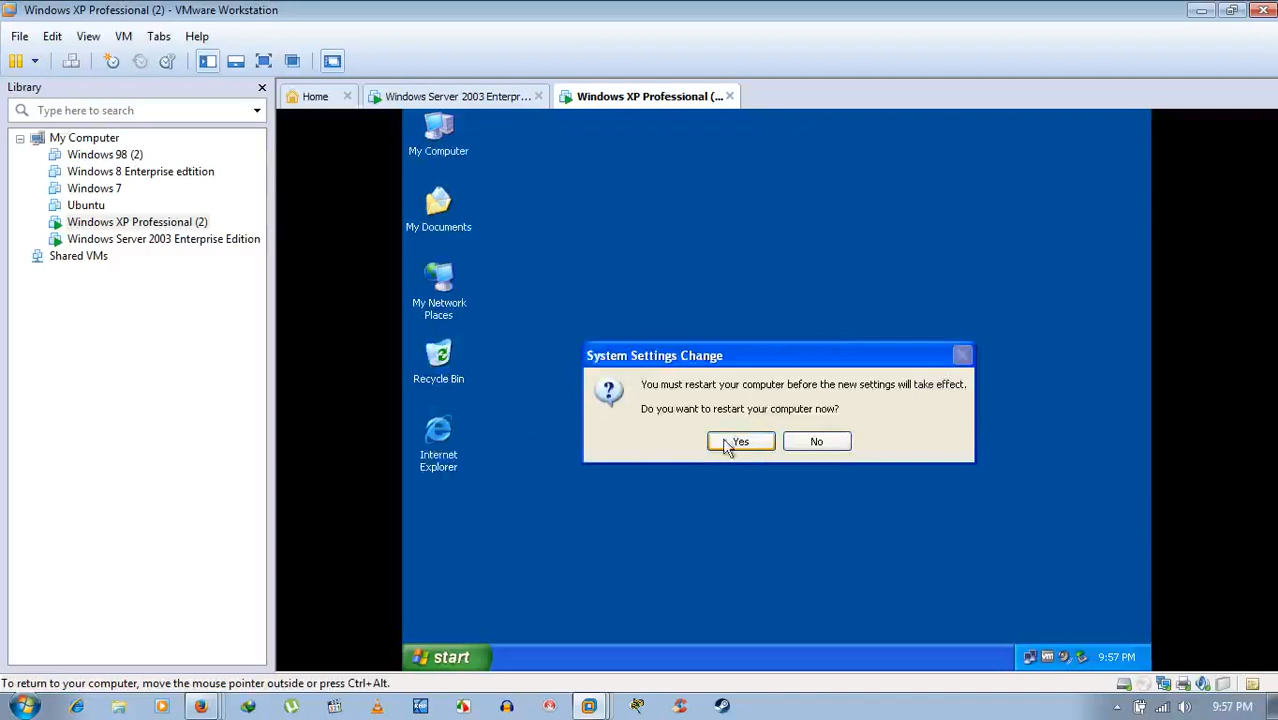 Windows XP Professional (2) - VMware Workstation
File Edit View VM Tabs Help
Library
Type here to search
My Computer
Windows 98 (2)
Windows 8 Enterprise edtition
Windows 7
Ubuntu
Windows XP Professional (2)
Windows Server 2003 Enterprise Edition
Shared VMs
Home
Windows Server 2003 Enterpr...
Windows XP Professional (...
My Computer
My Documents
My Network
Places
Recycle Bin
Internet
Explorer
System Settings Change
You must restart your computer before the new settings will take effect.
Do you want to restart your computer now?
Yes No
start
9:57 PM
To return to your computer, move the mouse pointer outside or press Ctrl+Alt.
9:57 PM